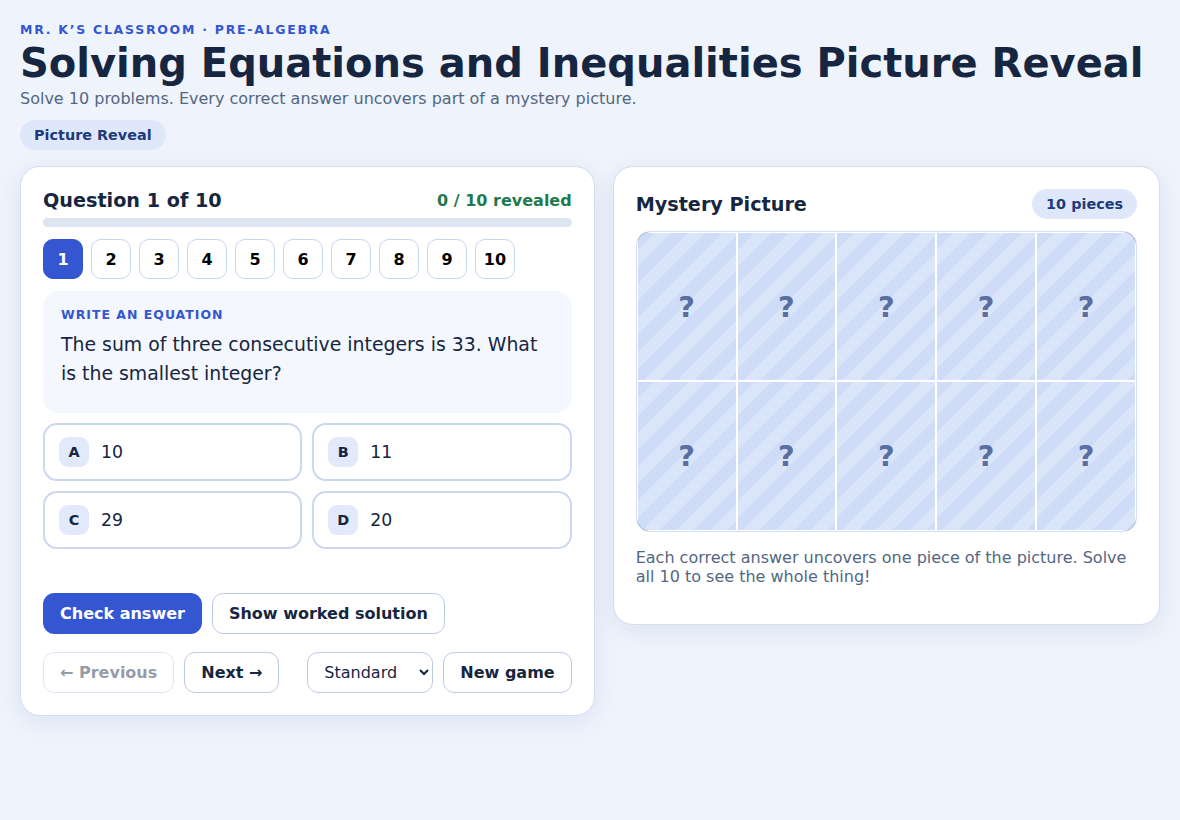 MR. K’S CLASSROOM · PRE-ALGEBRA
Solving Equations and Inequalities Picture Reveal
Solve 10 problems. Every correct answer uncovers part of a mystery picture.
Picture Reveal
Question 1 of 10
0 / 10 revealed
1 2 3 4 5 6 7 8 9 10
WRITE AN EQUATION
The sum of three consecutive integers is 33. What
is the smallest integer?
A 10
B 11
C 29
D 20
Check answer
Show worked solution
← Previous
Next →
Standard
New game
Mystery Picture
10 pieces
? ? ? ? ?
? ? ? ? ?
Each correct answer uncovers one piece of the picture. Solve
all 10 to see the whole thing!